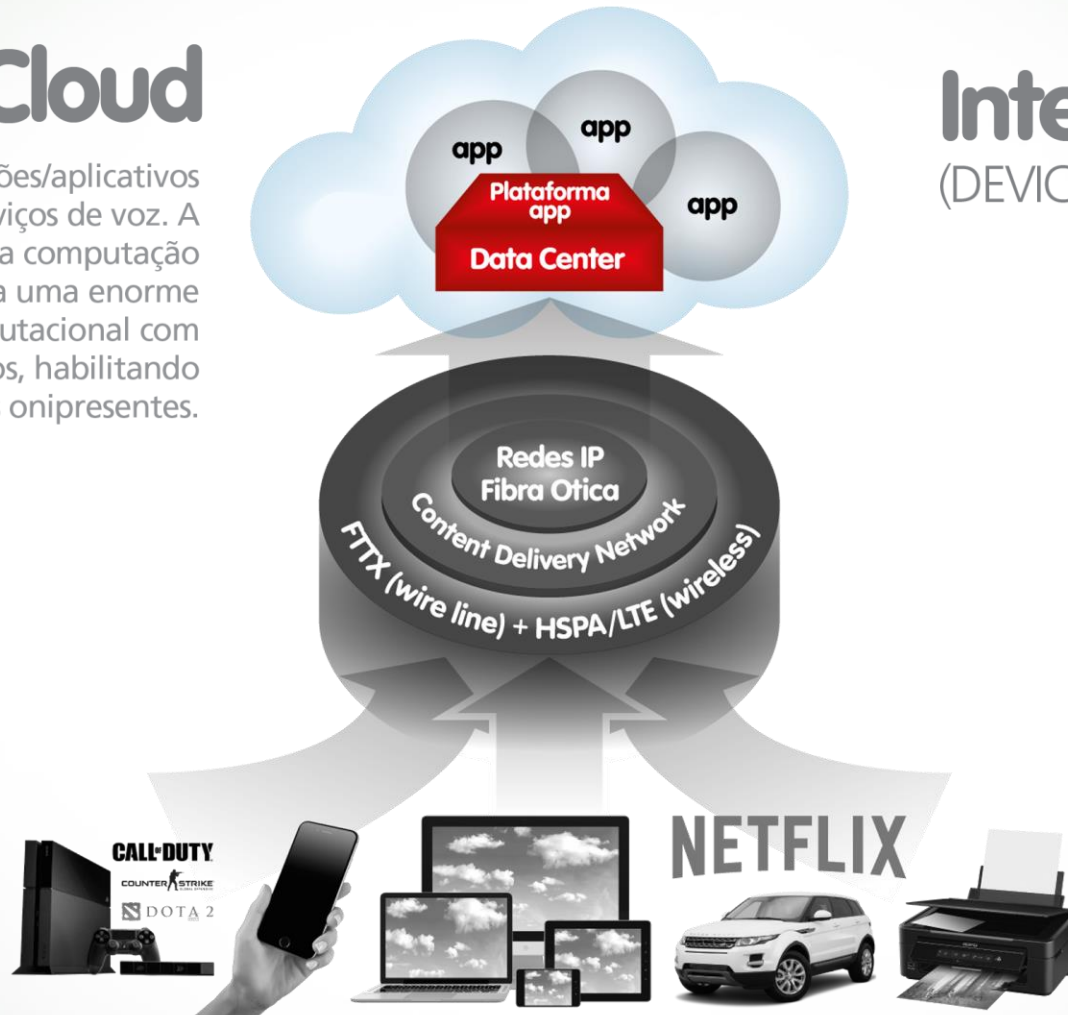 Cloud
ões/aplicativos
viços de voz. A
a computação
a uma enorme
utacional com
os, habilitando
s onipresentes.
app
app
app
Plataforma
app
Data Center
Inte
(DEVIC
Redes IP
Fibra Otica
Content Delivery Network
FTTX (wire line) + HSPA/LTE (wireless)
CALL OF DUTY
COUNTER STRIKE
DOTA 2
NETFLIX